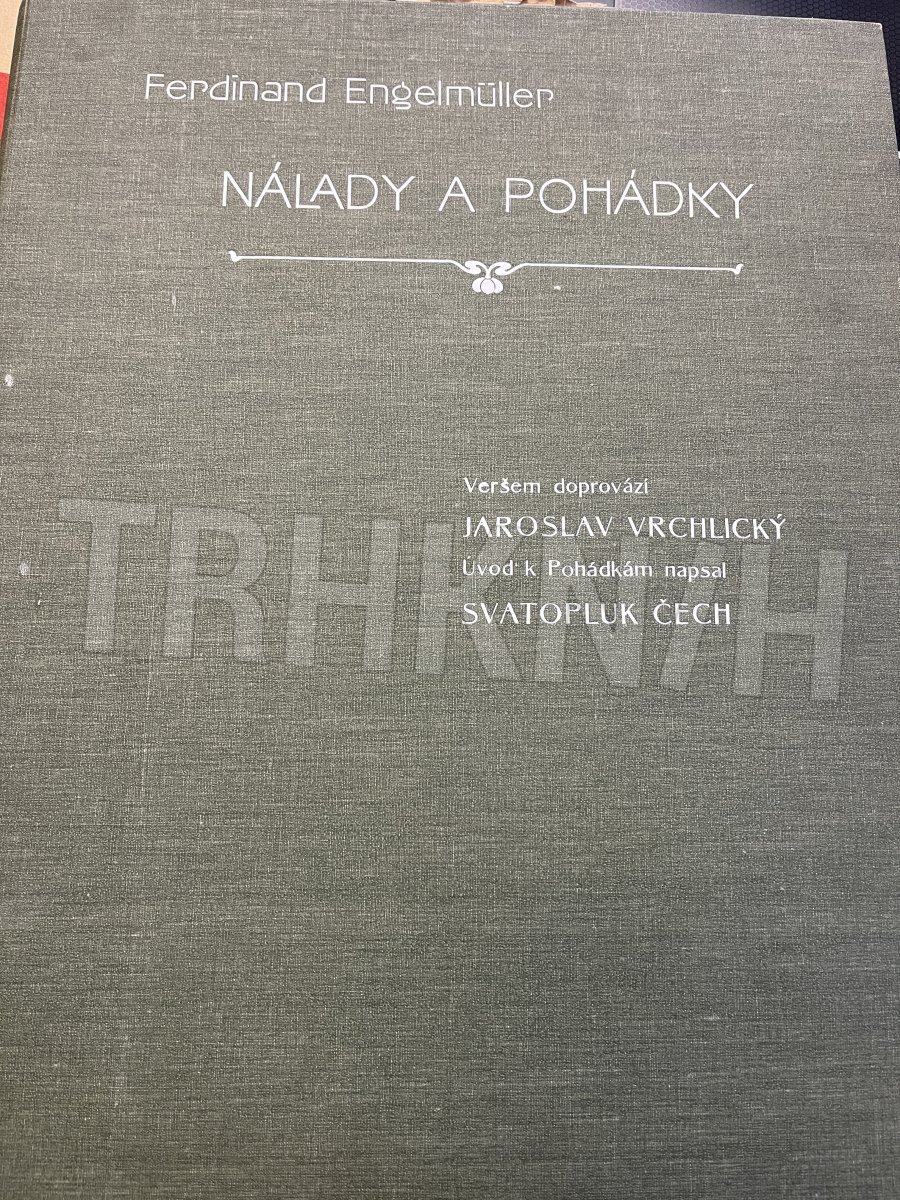 Ferdinand Engelmüller
NÁLADY A POHÁDKY
Veršem doprovází
JAROSLAV VRCHLICKÝ
Úvod k Pohádkám napsal
SVATOPLUK ČECH
TRHKNIH